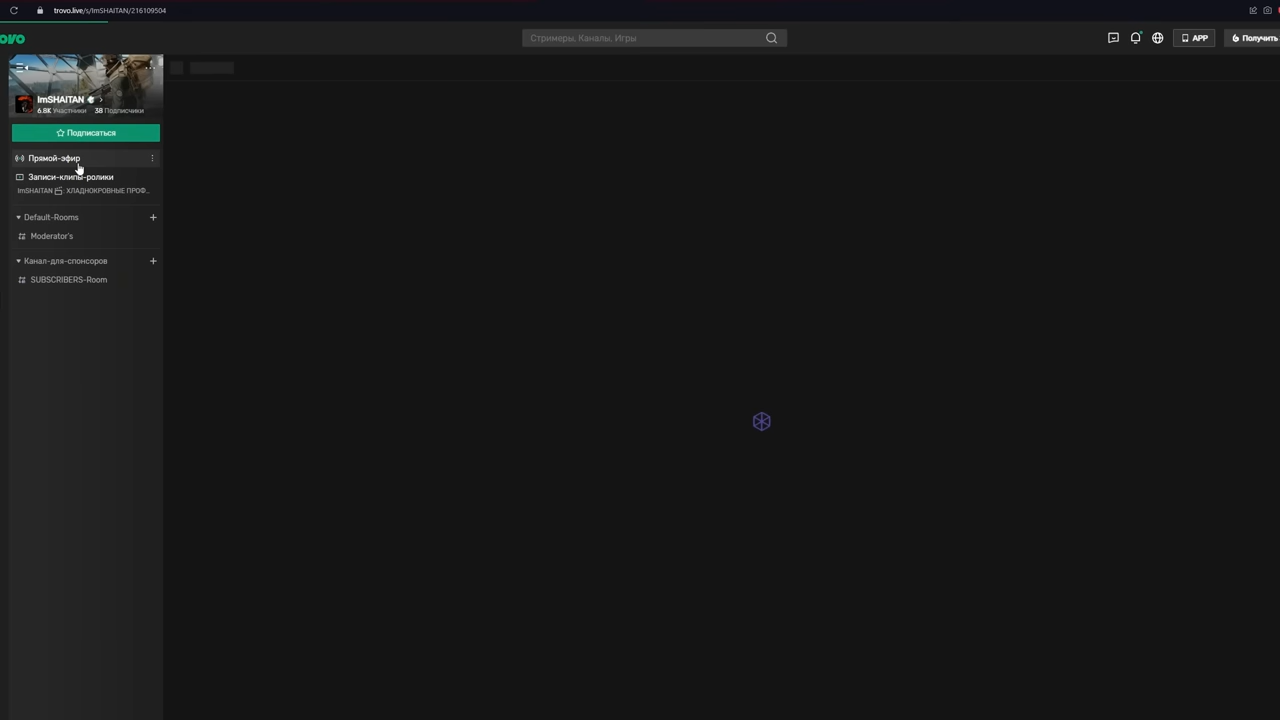 trovo.live/s/ImSHAITAN/216109504
ovo
Стримеры, Каналы, Игры
APP
Получить
ImSHAITAN
6.8K Участники 38 Подписчики
Подписаться
Прямой-эфир
Записи-клипы-ролики
ImSHAITAN ХЛАДНОКРОВНЫЕ ПРОФ...
Default-Rooms
Moderator's
Канал-для-спонсоров
SUBSCRIBERS-Room